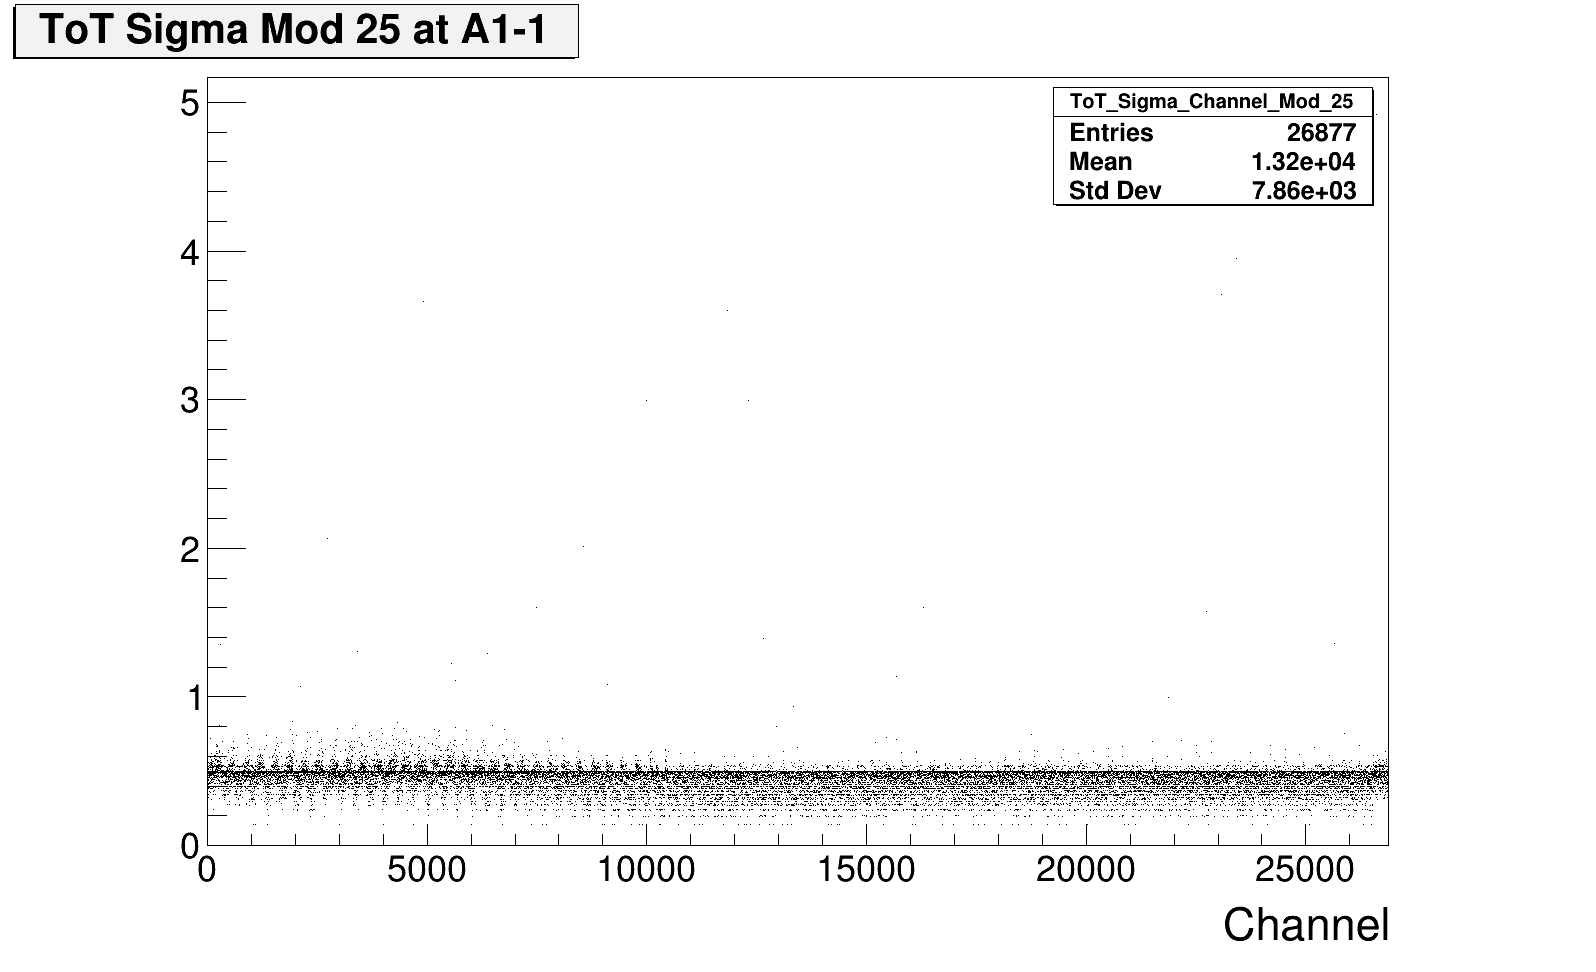 ToT Sigma Mod 25 at A1-1
ToT_Sigma_Channel_Mod_25
Entries 26877
Mean 1.32e+04
Std Dev 7.86e+03
5
4
3
2
1
0
0 5000 10000 15000 20000 25000
Channel